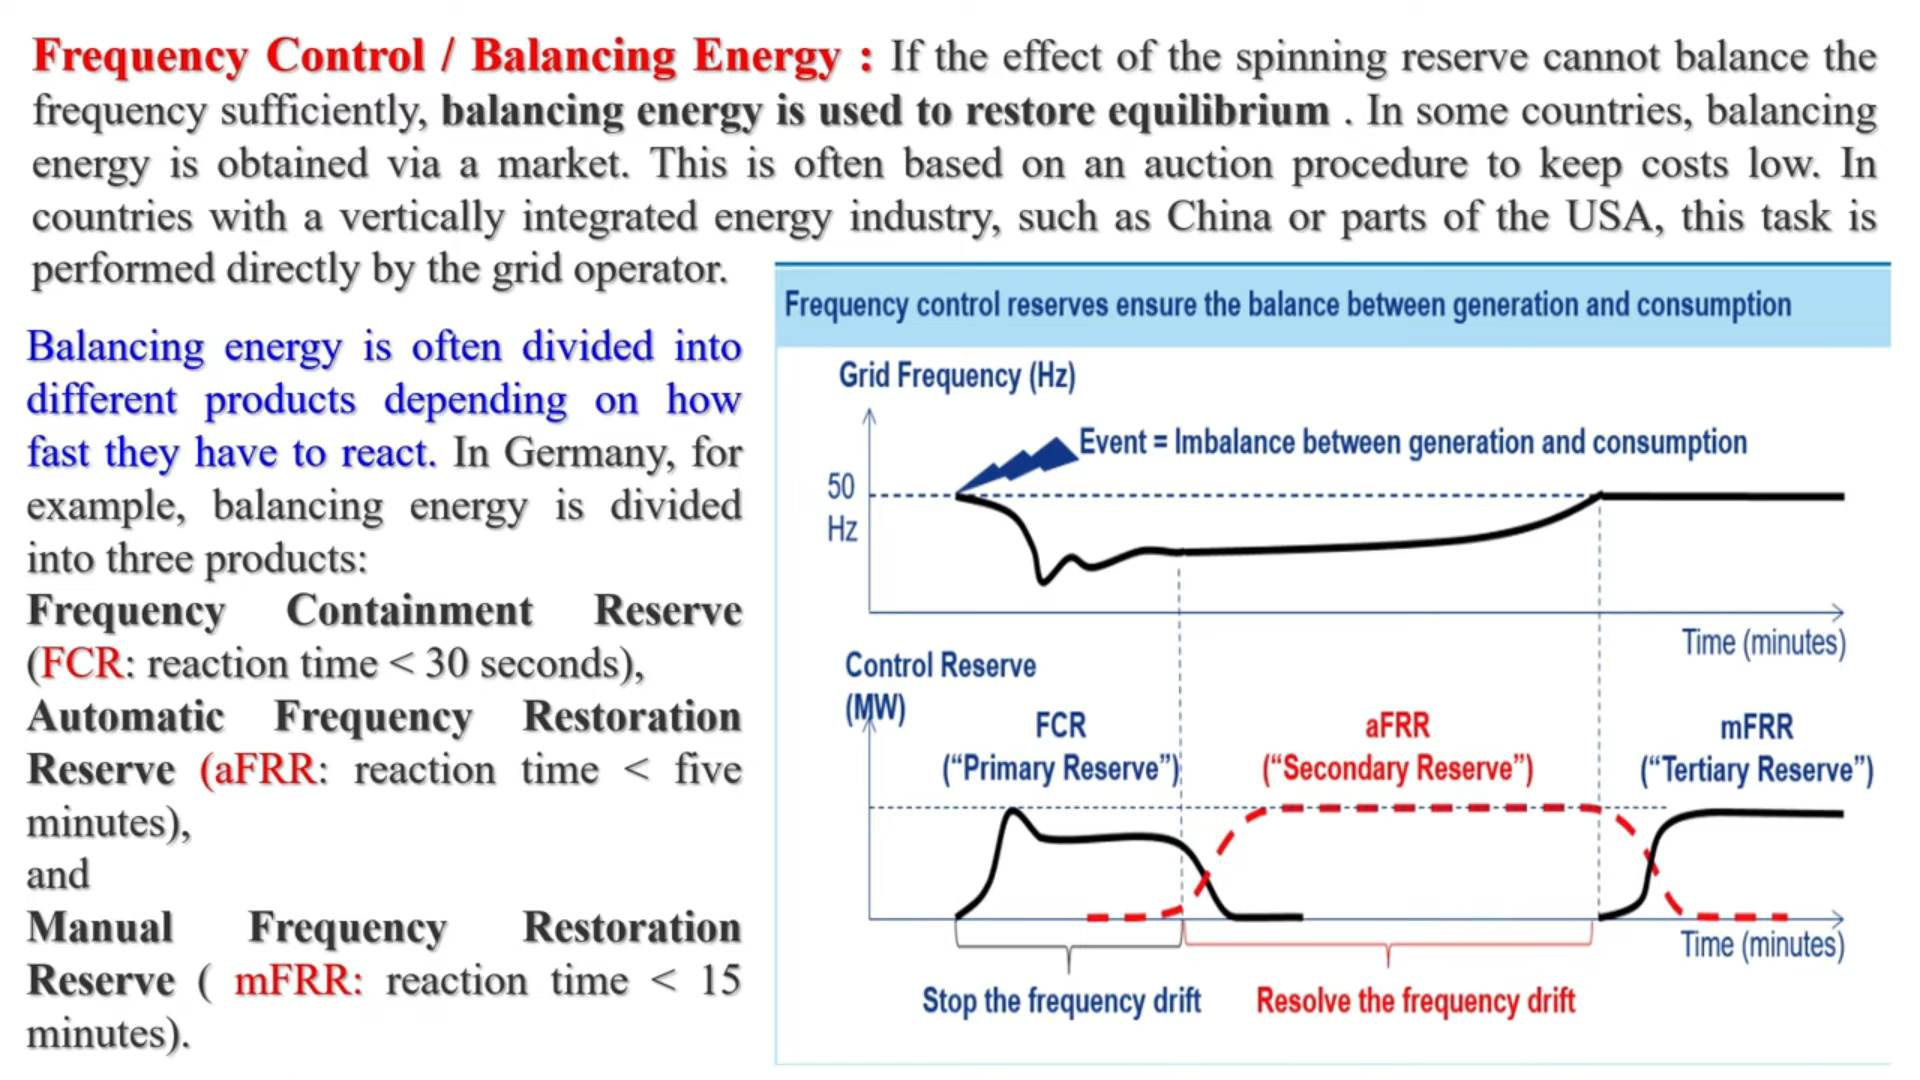 Frequency Control / Balancing Energy : If the effect of the spinning reserve cannot balance the
frequency sufficiently, balancing energy is used to restore equilibrium . In some countries, balancing
energy is obtained via a market. This is often based on an auction procedure to keep costs low. In
countries with a vertically integrated energy industry, such as China or parts of the USA, this task is
performed directly by the grid operator.
Balancing energy is often divided into
different products depending on how
fast they have to react. In Germany, for
example, balancing energy is divided
into three products:
Frequency Containment Reserve
(FCR: reaction time < 30 seconds),
Automatic Frequency Restoration
Reserve (aFRR: reaction time < five
minutes),
and
Manual Frequency Restoration
Reserve ( mFRR: reaction time < 15
minutes).
Frequency control reserves ensure the balance between generation and consumption
Grid Frequency (Hz)
Event = Imbalance between generation and consumption
50
Hz
Time (minutes)
Control Reserve
(MW)
FCR
("Primary Reserve")
aFRR
("Secondary Reserve")
mFRR
("Tertiary Reserve")
Time (minutes)
Stop the frequency drift
Resolve the frequency drift